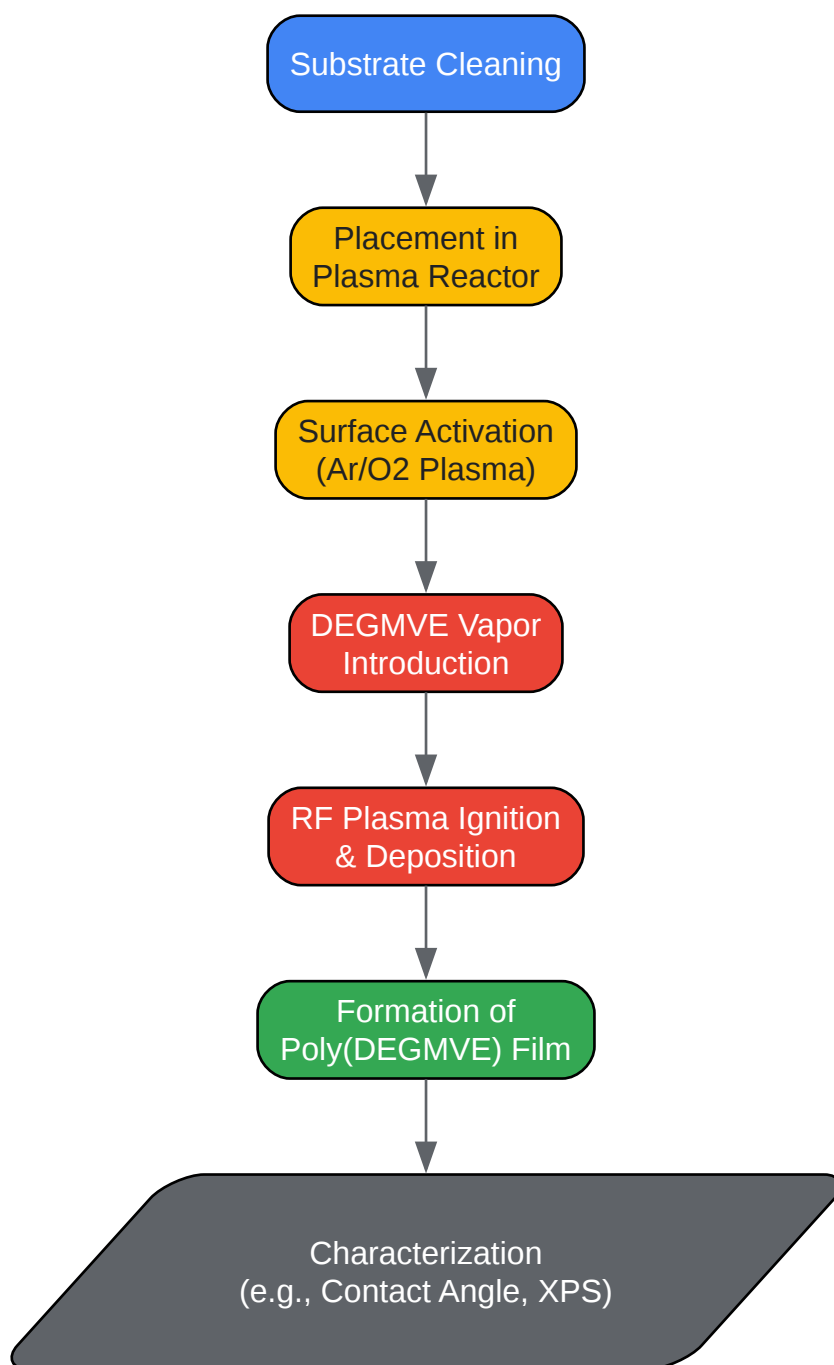 Substrate Cleaning
Placement in
Plasma Reactor
Surface Activation
(Ar/O2 Plasma)
DEGMVE Vapor
Introduction
RF Plasma Ignition
& Deposition
Formation of
Poly(DEGMVE) Film
Characterization
(e.g., Contact Angle, XPS)